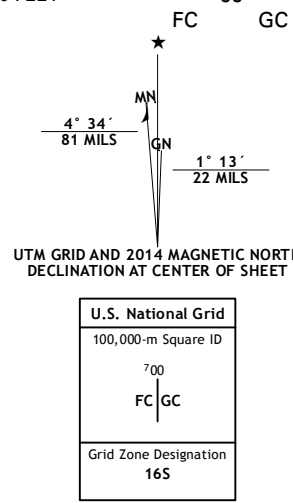 FC GC
★
MN
4° 34´
81 MILS
GN
1° 13´
22 MILS
UTM GRID AND 2014 MAGNETIC NORTH
DECLINATION AT CENTER OF SHEET
U.S. National Grid
100,000-m Square ID
⁷00
FC GC
Grid Zone Designation
16S